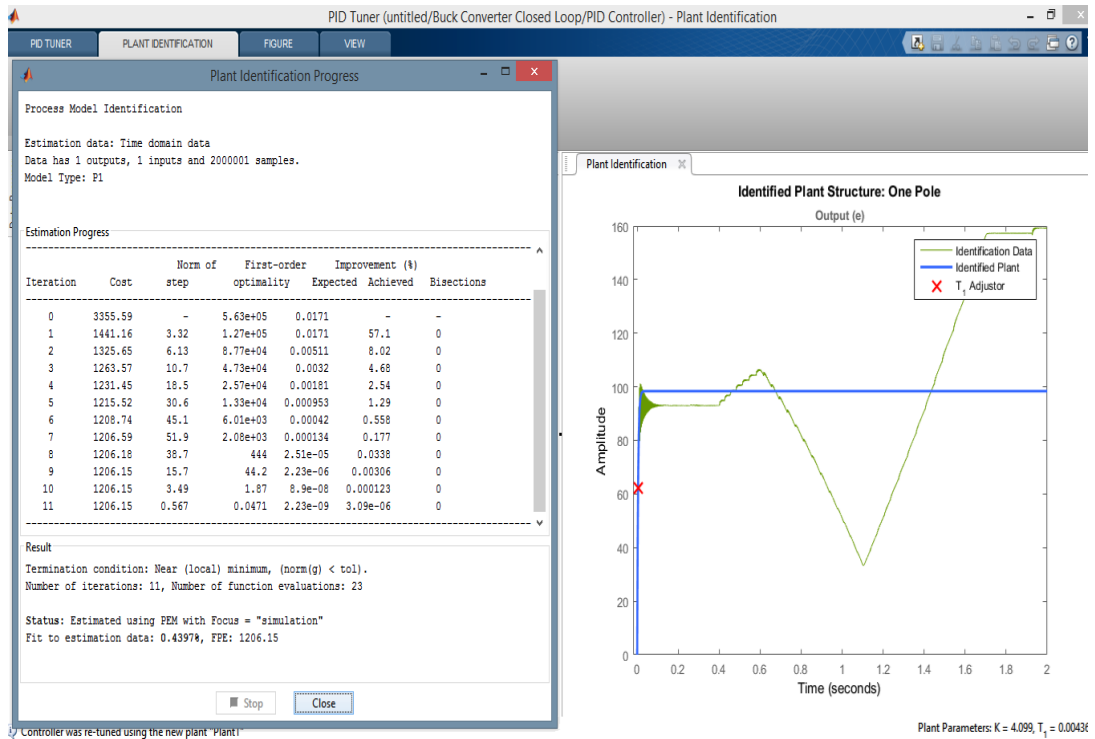 PID Tuner (untitled/Buck Converter Closed Loop/PID Controller) - Plant Identification
PID TUNER PLANT IDENTIFICATION FIGURE VIEW
Plant Identification Progress
Process Model Identification
Estimation data: Time domain data
Data has 1 outputs, 1 inputs and 2000001 samples.
Model Type: P1
Estimation Progress
Norm of First-order Improvement (%)
Iteration Cost step optimality Expected Achieved Bisections
0 3355.59 - 5.63e+05 0.0171 - -
1 1441.16 3.32 1.27e+05 0.0171 57.1 0
2 1325.65 6.13 8.77e+04 0.00511 8.02 0
3 1263.57 10.7 4.73e+04 0.0032 4.68 0
4 1231.45 18.5 2.57e+04 0.00181 2.54 0
5 1215.52 30.6 1.33e+04 0.000953 1.29 0
6 1208.74 45.1 6.01e+03 0.00042 0.558 0
7 1206.59 51.9 2.08e+03 0.000134 0.177 0
8 1206.18 38.7 444 2.51e-05 0.0338 0
9 1206.15 15.7 44.2 2.23e-06 0.00306 0
10 1206.15 3.49 1.87 8.9e-08 0.000123 0
11 1206.15 0.567 0.0471 2.23e-09 3.09e-06 0
Result
Termination condition: Near (local) minimum, (norm(g) < tol).
Number of iterations: 11, Number of function evaluations: 23
Status: Estimated using PEM with Focus = "simulation"
Fit to estimation data: 0.4397%, FPE: 1206.15
Stop Close
Controller was re-tuned using the new plant "Plant1"
Plant Identification
Identified Plant Structure: One Pole
Output (e)
Identification Data
Identified Plant
T1 Adjustor
Amplitude
160
140
120
100
80
60
40
20
0
0 0.2 0.4 0.6 0.8 1 1.2 1.4 1.6 1.8 2
Time (seconds)
Plant Parameters: K = 4.099, T1 = 0.00436